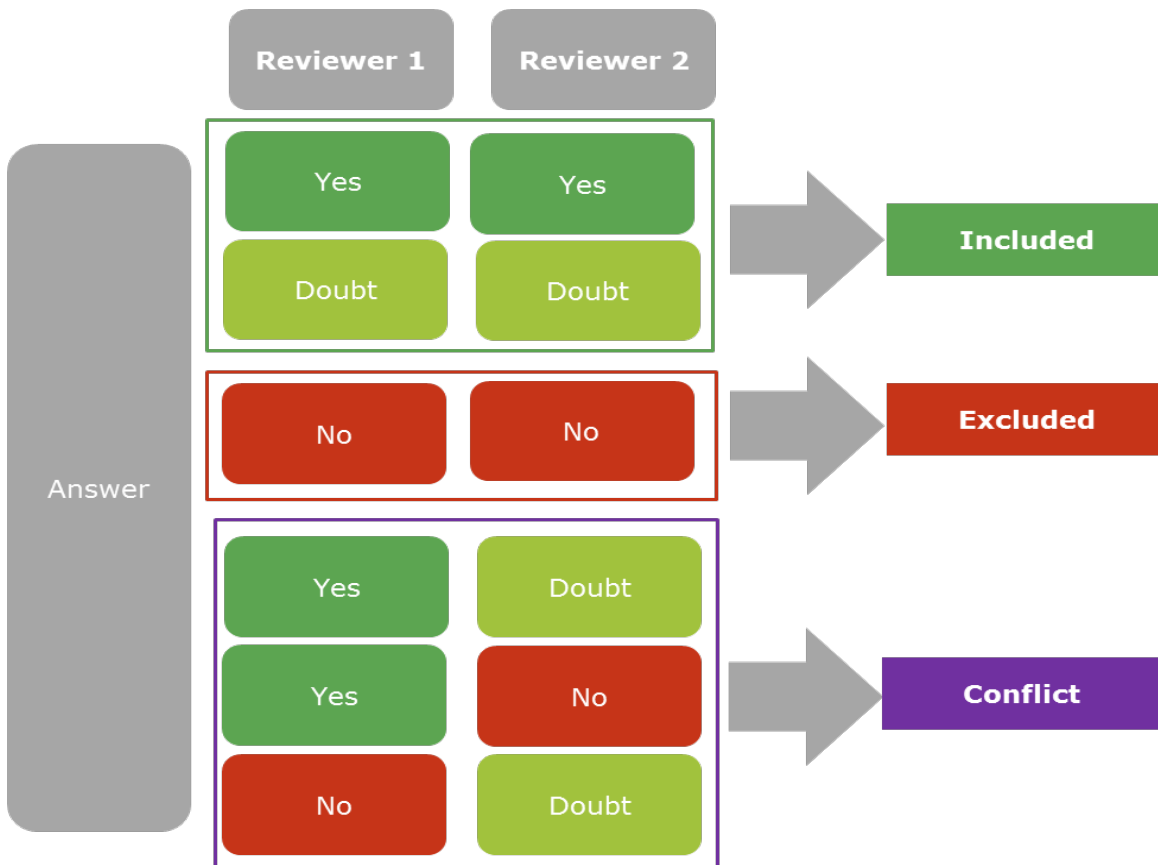 Reviewer 1 Reviewer 2
Yes Yes
Included
Doubt Doubt
No No
Excluded
Answer
Yes Doubt
Yes No
Conflict
No Doubt